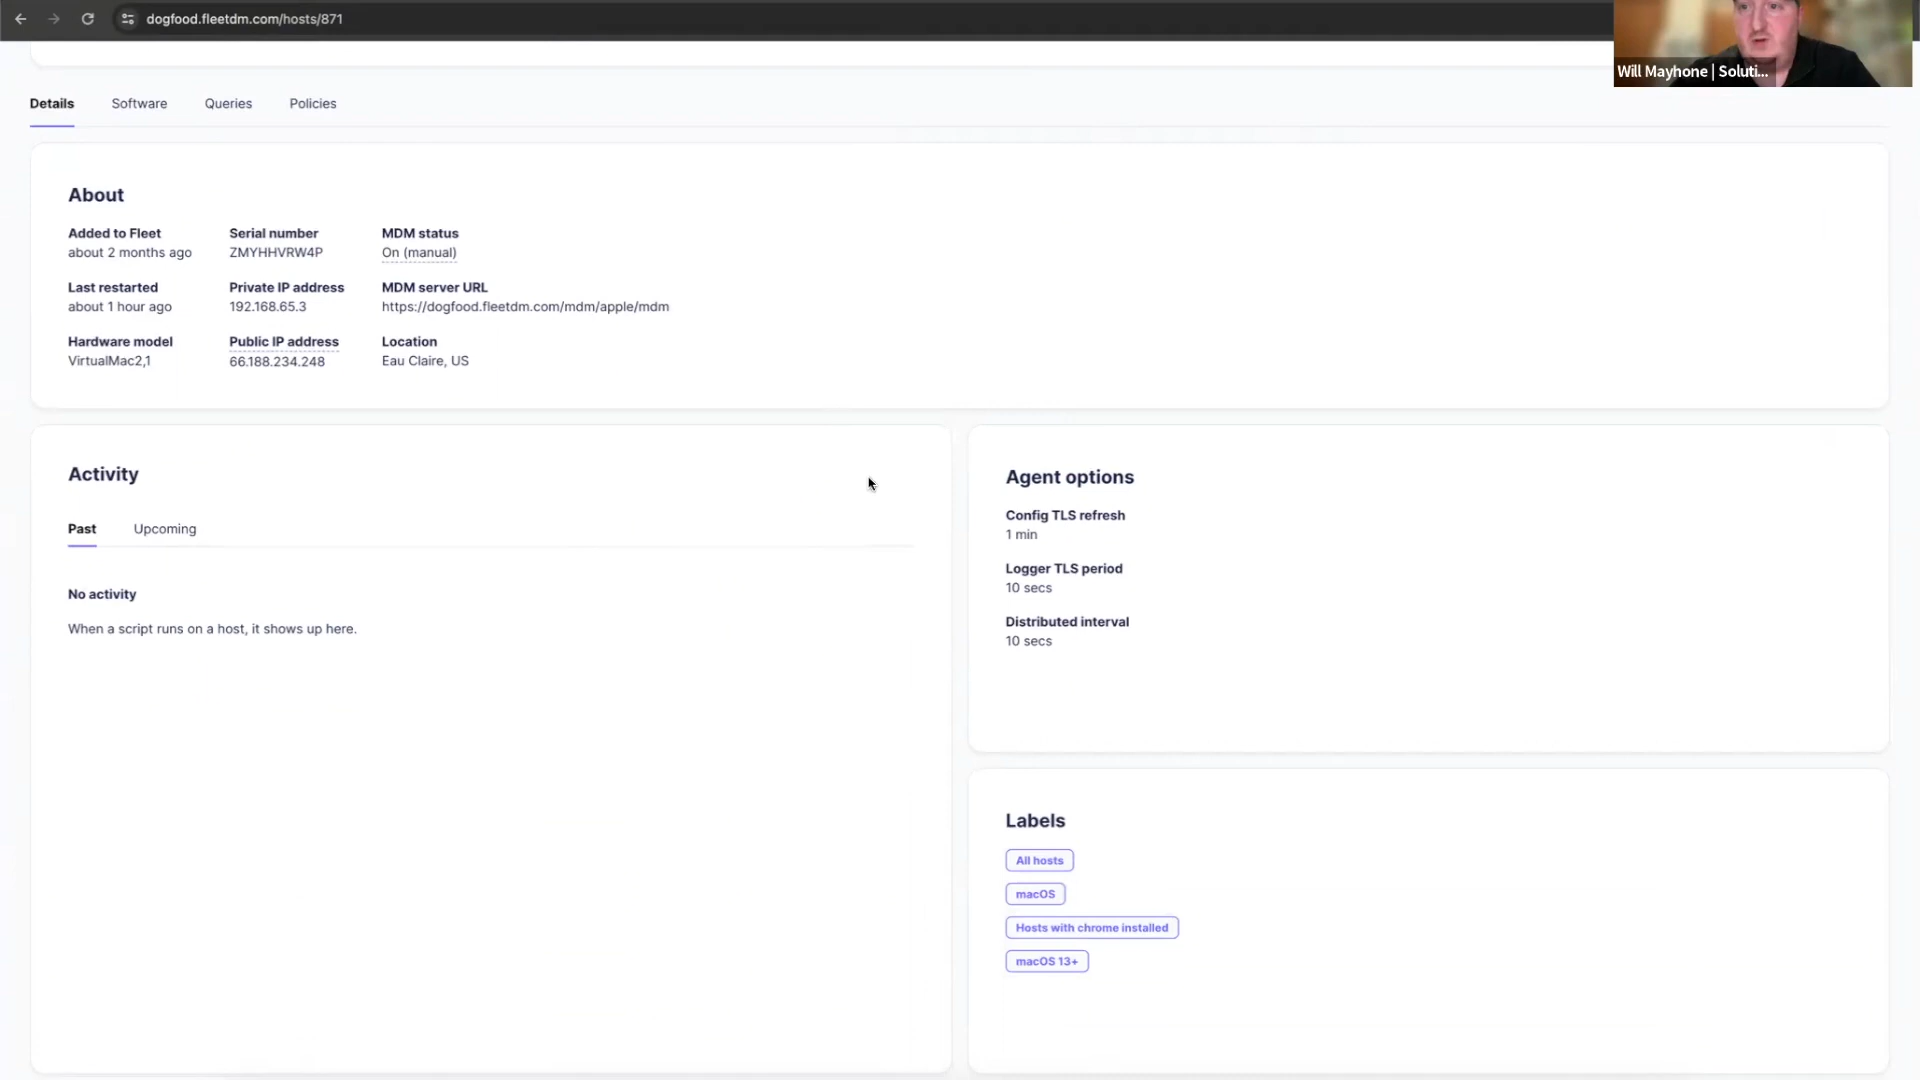 dogfood.fleetdm.com/hosts/871
Will Mayhone | Soluti...
Details Software Queries Policies
About
Added to Fleet
about 2 months ago
Serial number
ZMYHHVRW4P
MDM status
On (manual)
Last restarted
about 1 hour ago
Private IP address
192.168.65.3
MDM server URL
https://dogfood.fleetdm.com/mdm/apple/mdm
Hardware model
VirtualMac2,1
Public IP address
66.188.234.248
Location
Eau Claire, US
Activity
Past Upcoming
No activity
When a script runs on a host, it shows up here.
Agent options
Config TLS refresh
1 min
Logger TLS period
10 secs
Distributed interval
10 secs
Labels
All hosts
macOS
Hosts with chrome installed
macOS 13+